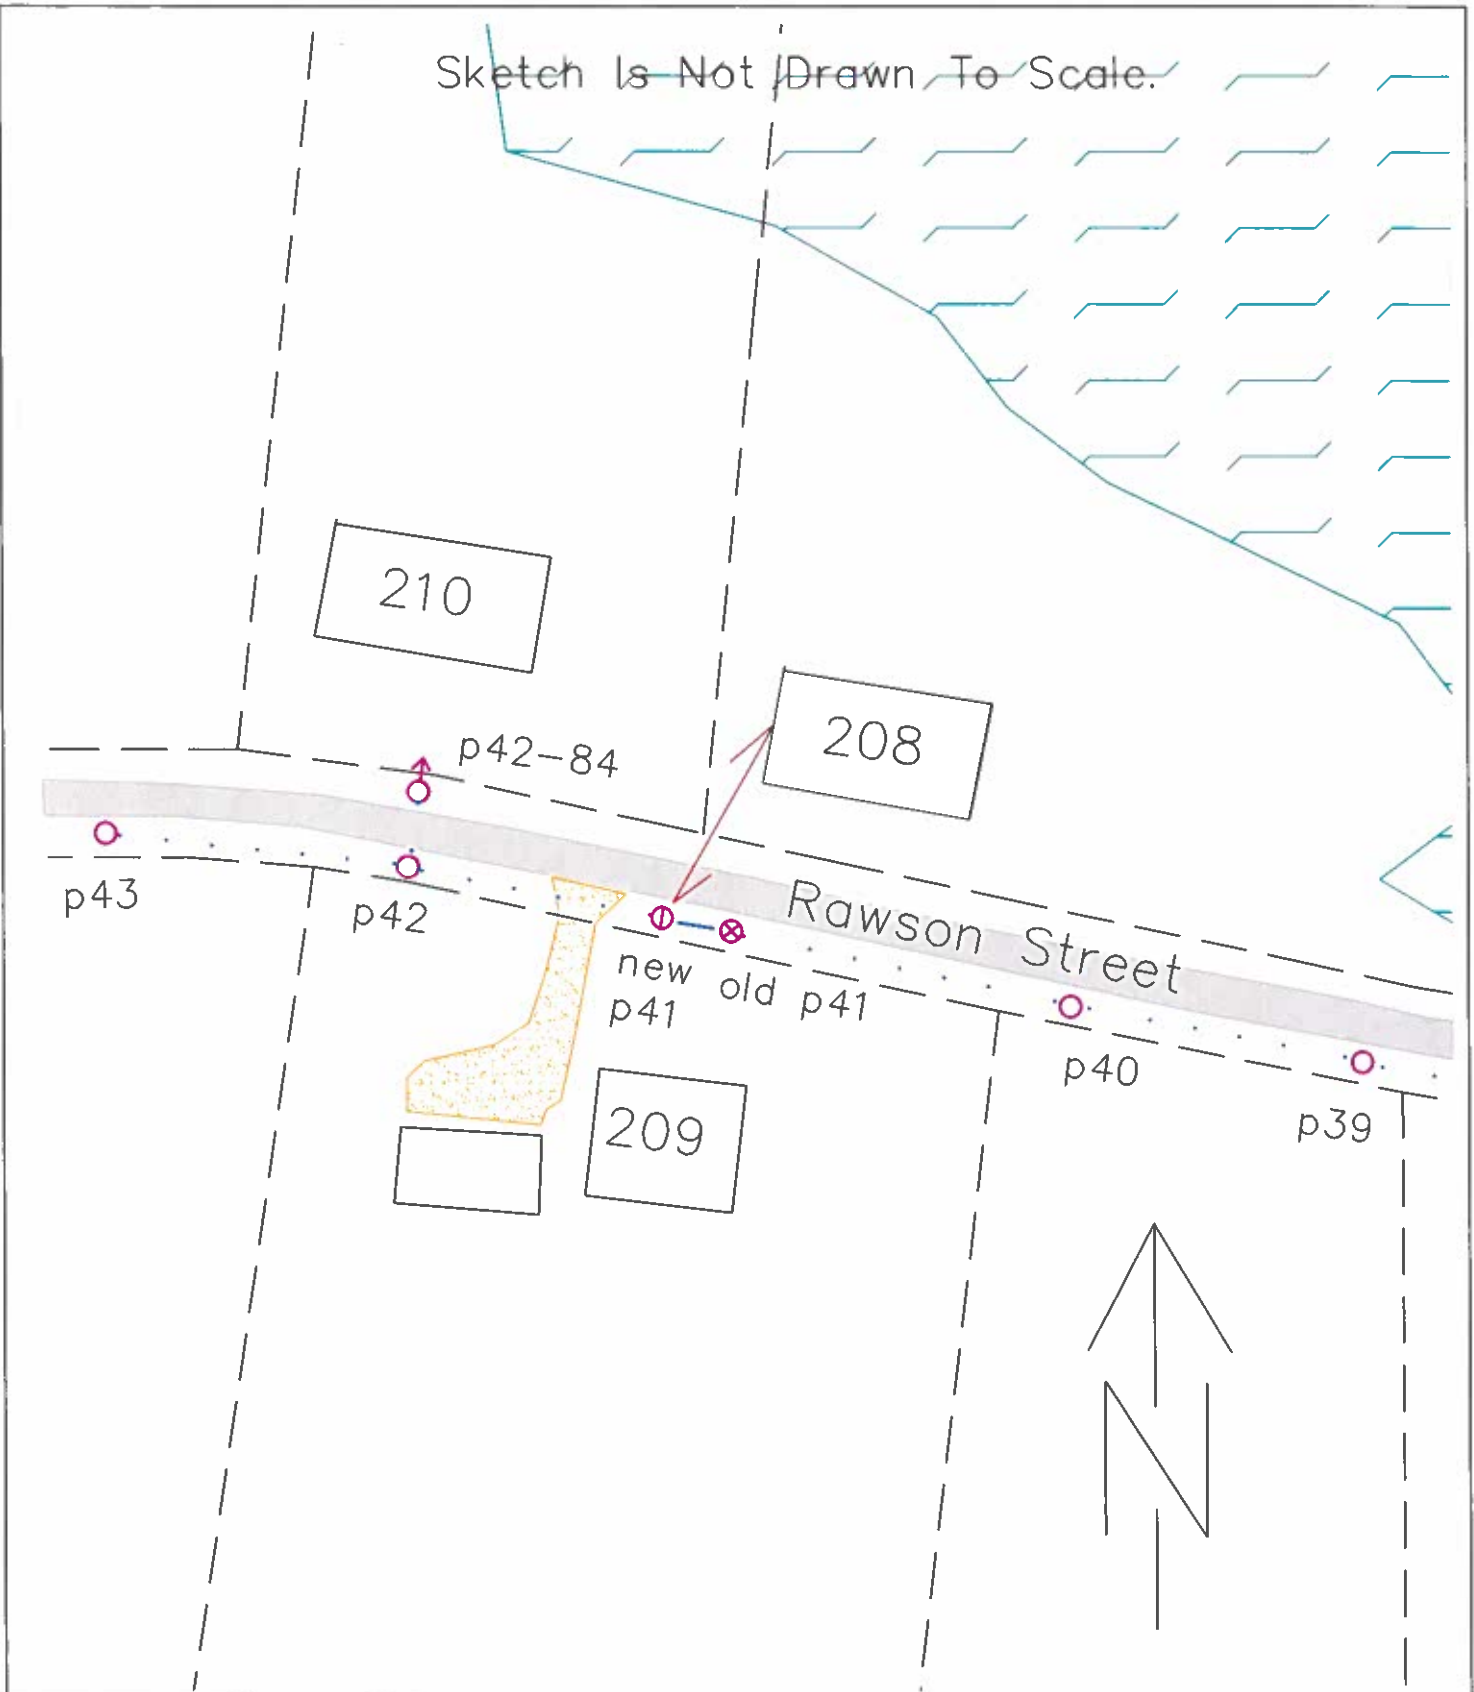 Sketch Is Not Drawn To Scale.
210
208
p42-84
p43
p42
Rawson Street
new
p41
old p41
p40
p39
209
N